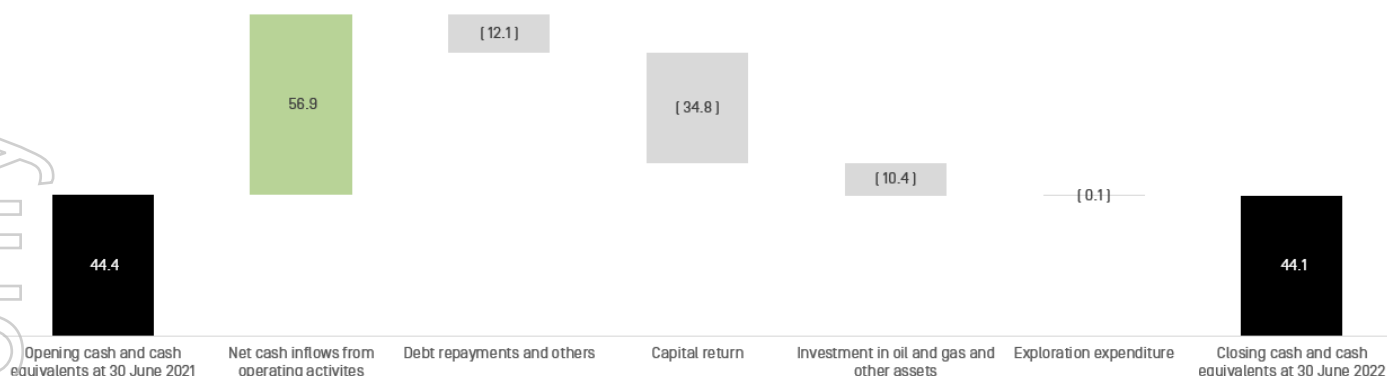 [ 12.1 ]
56.9
[ 34.8 ]
[ 10.4 ]
[ 0.1 ]
44.4
44.1
Opening cash and cash
equivalents at 30 June 2021
Net cash inflows from
operating activites
Debt repayments and others
Capital return
Investment in oil and gas and
other assets
Exploration expenditure
Closing cash and cash
equivalents at 30 June 2022